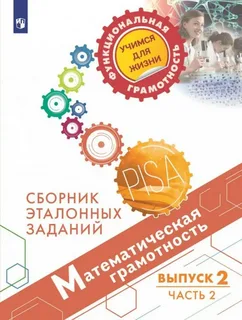 ФУНКЦИОНАЛЬНАЯ
УЧИМСЯ ДЛЯ ЖИЗНИ
ГРАМОТНОСТЬ
PISA
СБОРНИК
ЭТАЛОННЫХ
ЗАДАНИЙ
Математическая
грамотность
ВЫПУСК 2
ЧАСТЬ 2